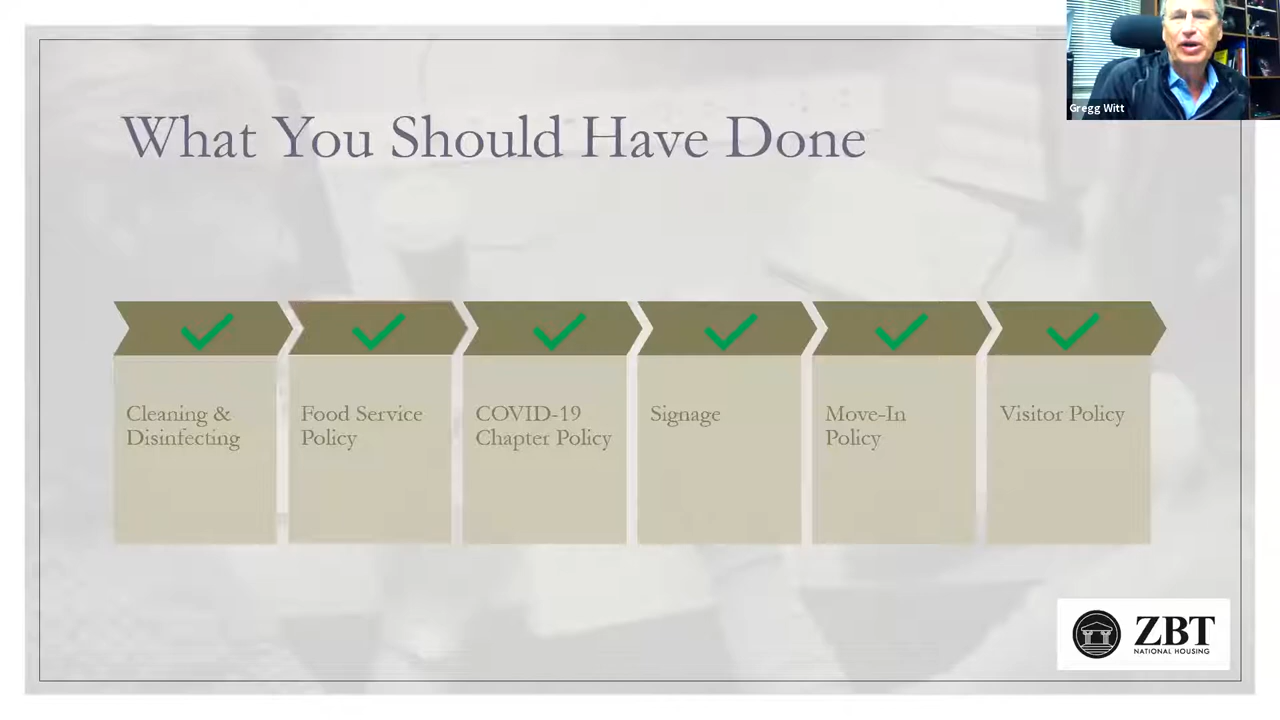 Gregg Witt
What You Should Have Done
Cleaning &
Disinfecting
Food Service
Policy
COVID-19
Chapter Policy
Signage
Move-In
Policy
Visitor Policy
ZBT
NATIONAL HOUSING